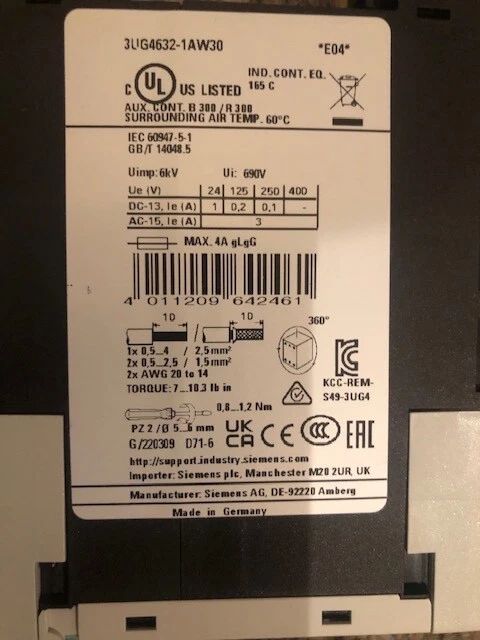 3UG4632-1AW30 *E04*
C UL US LISTED IND. CONT. EQ. 165 C
AUX. CONT. B 300 / R 300
SURROUNDING AIR TEMP. 60°C
IEC 60947-5-1
GB/T 14048.5
Uimp: 6kV Ui: 690V
Ue (V) 24 125 250 400
DC-13, Ie (A) 1 0,2 0,1 -
AC-15, Ie (A) 3
MAX. 4A gLgG
4 011209 642461
10 / 10 360°
1x 0,5...4 / 2,5mm²
2x 0,5...2,5 / 1,5mm²
2x AWG 20 to 14
TORQUE: 7...10.3 lb in
KCC-REM-
S49-3UG4
0,8...1,2 Nm
PZ 2 / Ø 5...6 mm
G/220309 D71-6
UK CA CE CCC EAC
http://support.industry.siemens.com
Importer: Siemens plc, Manchester M20 2UR, UK
Manufacturer: Siemens AG, DE-92220 Amberg
Made in Germany